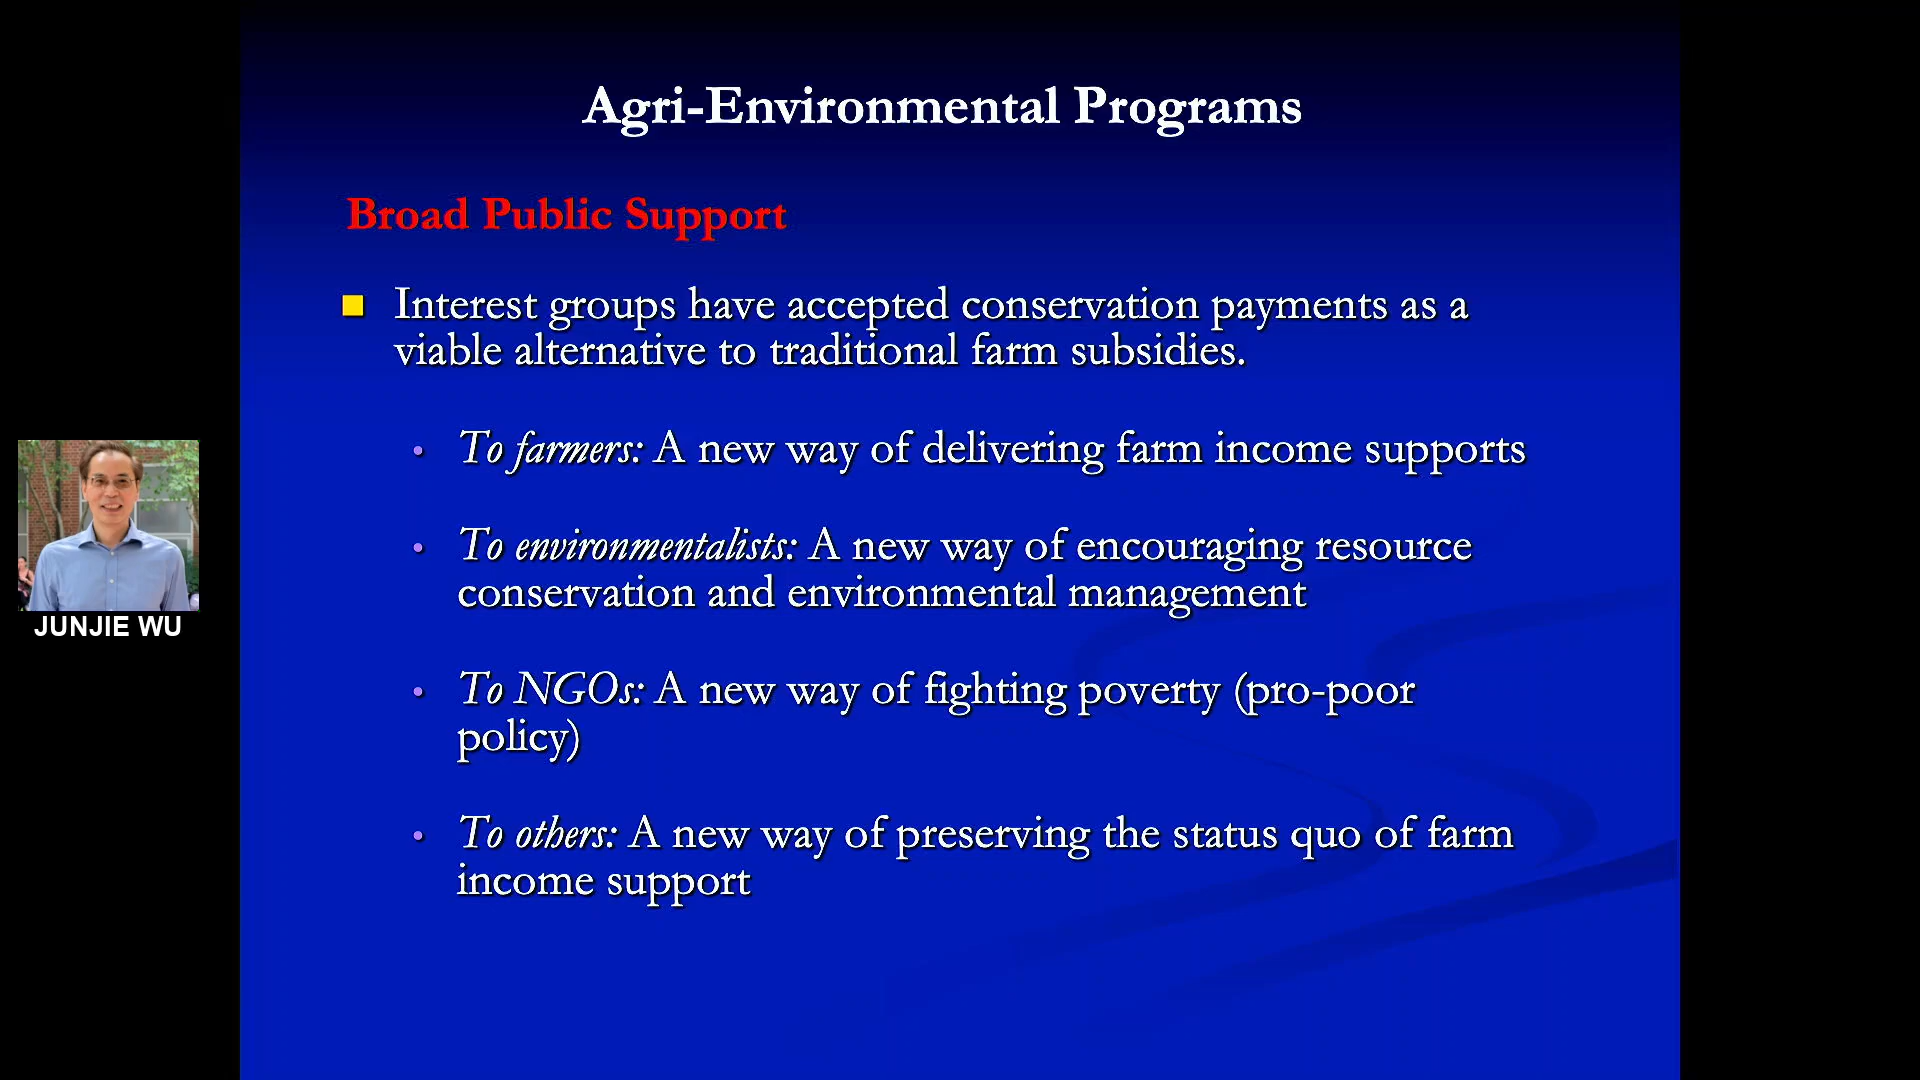 Agri-Environmental Programs
Broad Public Support
Interest groups have accepted conservation payments as a
viable alternative to traditional farm subsidies.
To farmers: A new way of delivering farm income supports
To environmentalists: A new way of encouraging resource
conservation and environmental management
To NGOs: A new way of fighting poverty (pro-poor
policy)
To others: A new way of preserving the status quo of farm
income support
JUNJIE WU